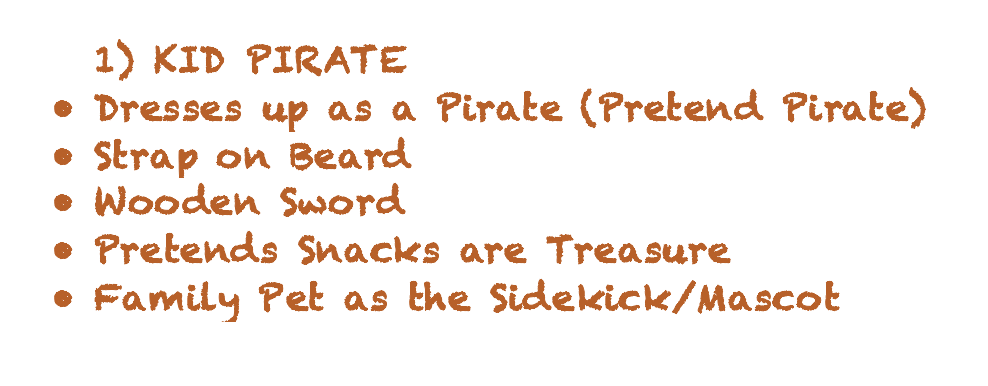 1) KID PIRATE
• Dresses up as a Pirate (Pretend Pirate)
• Strap on Beard
• Wooden Sword
• Pretends Snacks are Treasure
• Family Pet as the Sidekick/Mascot